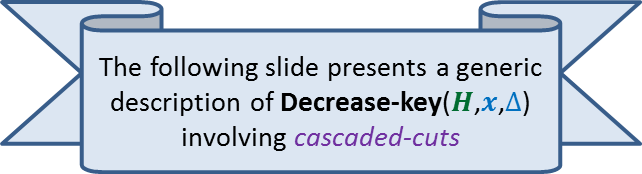 The following slide presents a generic
description of Decrease-key(H,x,Δ)
involving cascaded-cuts